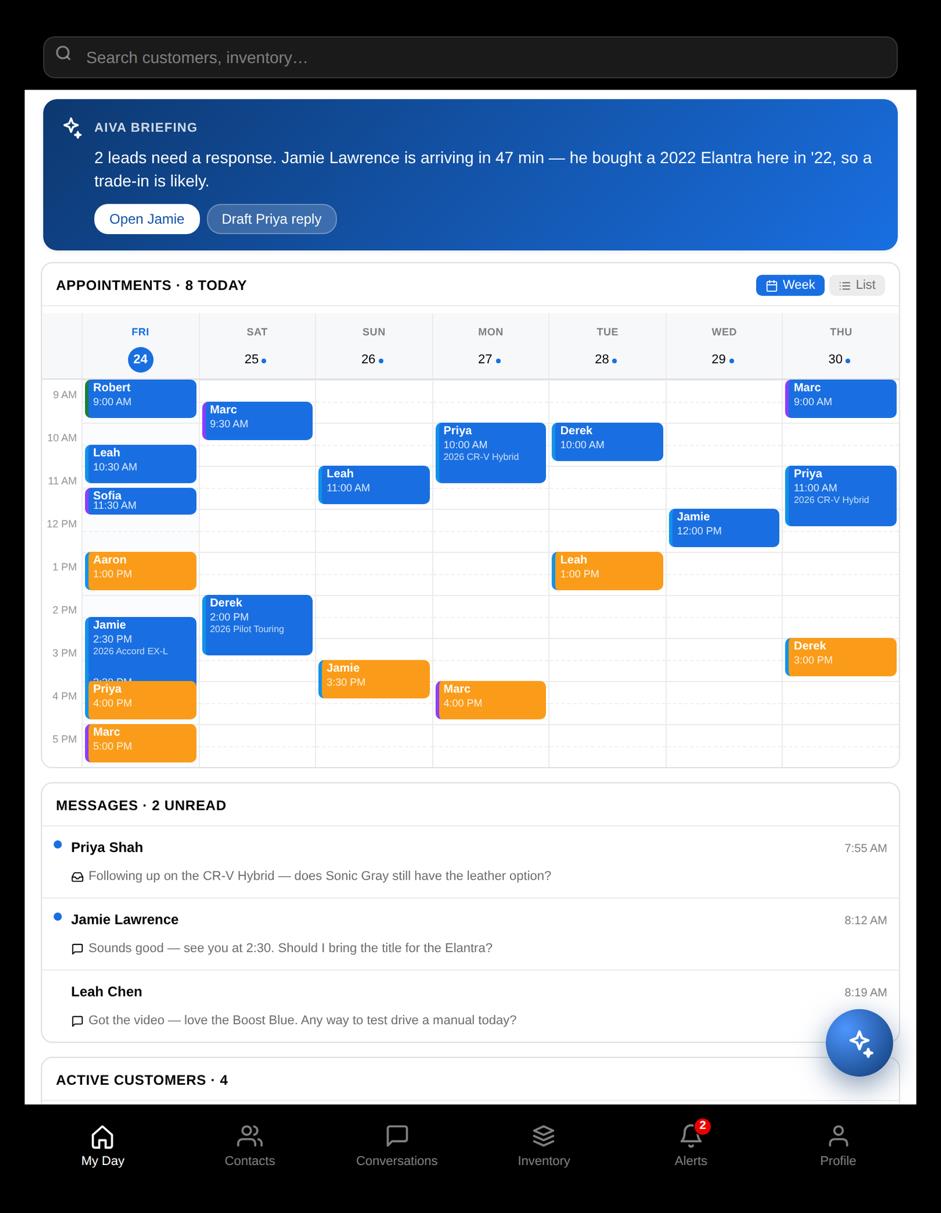 Search customers, inventory…
AIVA BRIEFING
2 leads need a response. Jamie Lawrence is arriving in 47 min — he bought a 2022 Elantra here in '22, so a
trade-in is likely.
Open Jamie
Draft Priya reply
APPOINTMENTS · 8 TODAY
Week
List
FRI
24
SAT
25
SUN
26
MON
27
TUE
28
WED
29
THU
30
9 AM
10 AM
11 AM
12 PM
1 PM
2 PM
3 PM
4 PM
5 PM
Robert
9:00 AM
Leah
10:30 AM
Sofia
11:30 AM
Aaron
1:00 PM
Jamie
2:30 PM
2026 Accord EX-L
Priya
4:00 PM
Marc
5:00 PM
Marc
9:30 AM
Derek
2:00 PM
2026 Pilot Touring
Leah
11:00 AM
Jamie
3:30 PM
Priya
10:00 AM
2026 CR-V Hybrid
Marc
4:00 PM
Derek
10:00 AM
Leah
1:00 PM
Jamie
12:00 PM
Marc
9:00 AM
Priya
11:00 AM
2026 CR-V Hybrid
Derek
3:00 PM
MESSAGES · 2 UNREAD
Priya Shah
7:55 AM
Following up on the CR-V Hybrid — does Sonic Gray still have the leather option?
Jamie Lawrence
8:12 AM
Sounds good — see you at 2:30. Should I bring the title for the Elantra?
Leah Chen
8:19 AM
Got the video — love the Boost Blue. Any way to test drive a manual today?
ACTIVE CUSTOMERS · 4
My Day
Contacts
Conversations
Inventory
2
Alerts
Profile